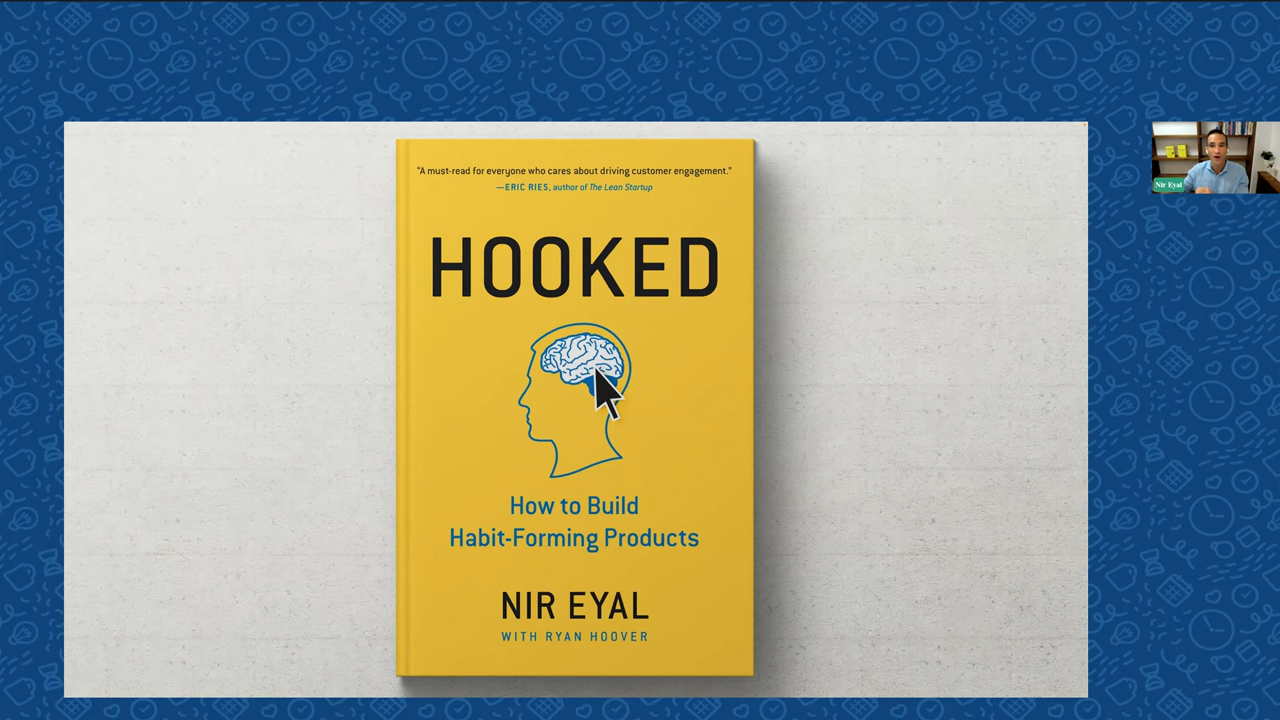 “A must-read for everyone who cares about driving customer engagement.”
—ERIC RIES, author of The Lean Startup
HOOKED
How to Build
Habit-Forming Products
NIR EYAL
WITH RYAN HOOVER
Nir Eyal